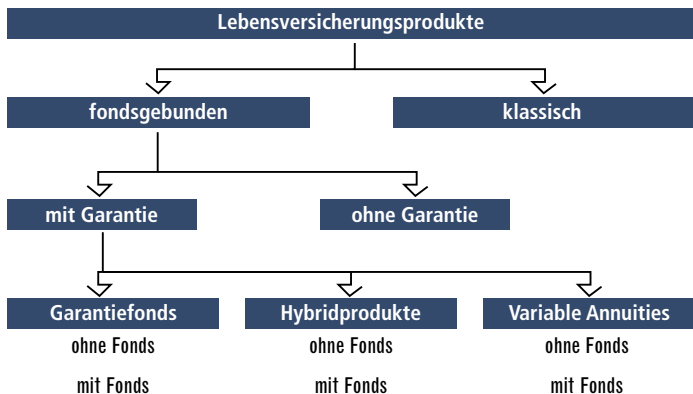 Lebensversicherungsprodukte
fondsgebunden klassisch
mit Garantie ohne Garantie
Garantiefonds Hybridprodukte Variable Annuities
ohne Fonds ohne Fonds ohne Fonds
mit Fonds mit Fonds mit Fonds